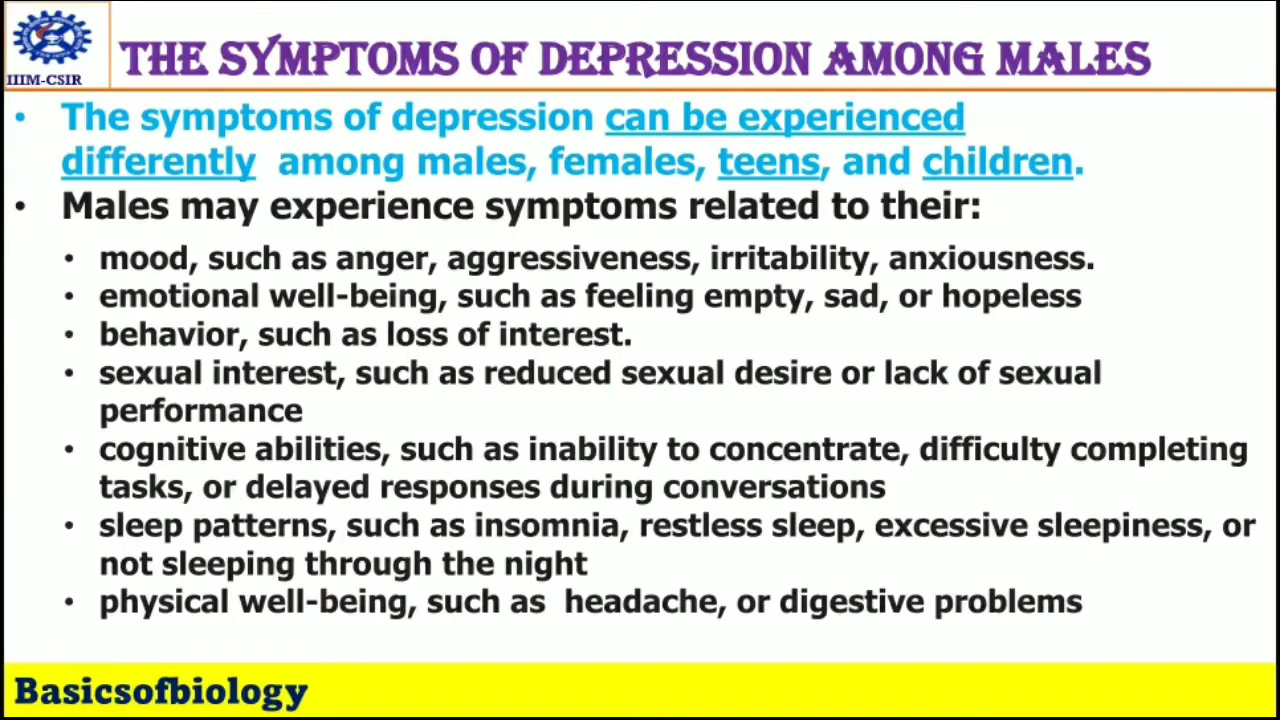 IIIM-CSIR
THE SYMPTOMS OF DEPRESSION AMONG MALES
• The symptoms of depression can be experienced
differently among males, females, teens, and children.
• Males may experience symptoms related to their:
• mood, such as anger, aggressiveness, irritability, anxiousness.
• emotional well-being, such as feeling empty, sad, or hopeless
• behavior, such as loss of interest.
• sexual interest, such as reduced sexual desire or lack of sexual
performance
• cognitive abilities, such as inability to concentrate, difficulty completing
tasks, or delayed responses during conversations
• sleep patterns, such as insomnia, restless sleep, excessive sleepiness, or
not sleeping through the night
• physical well-being, such as headache, or digestive problems
Basicsofbiology